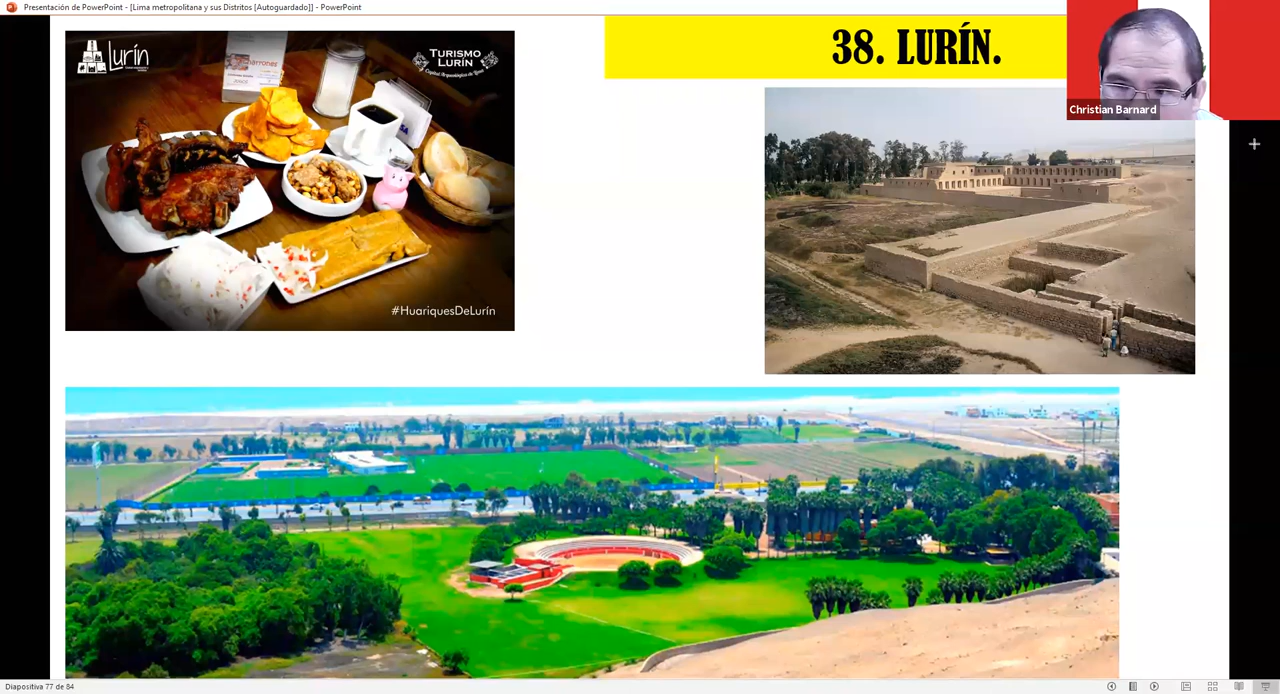 Presentación de PowerPoint - [Lima metropolitana y sus Distritos [Autoguardado]] - PowerPoint
Lurín
TURISMO
LURÍN
#HuariquesDeLurín
38. LURÍN.
Christian Barnard
Diapositiva 77 de 84